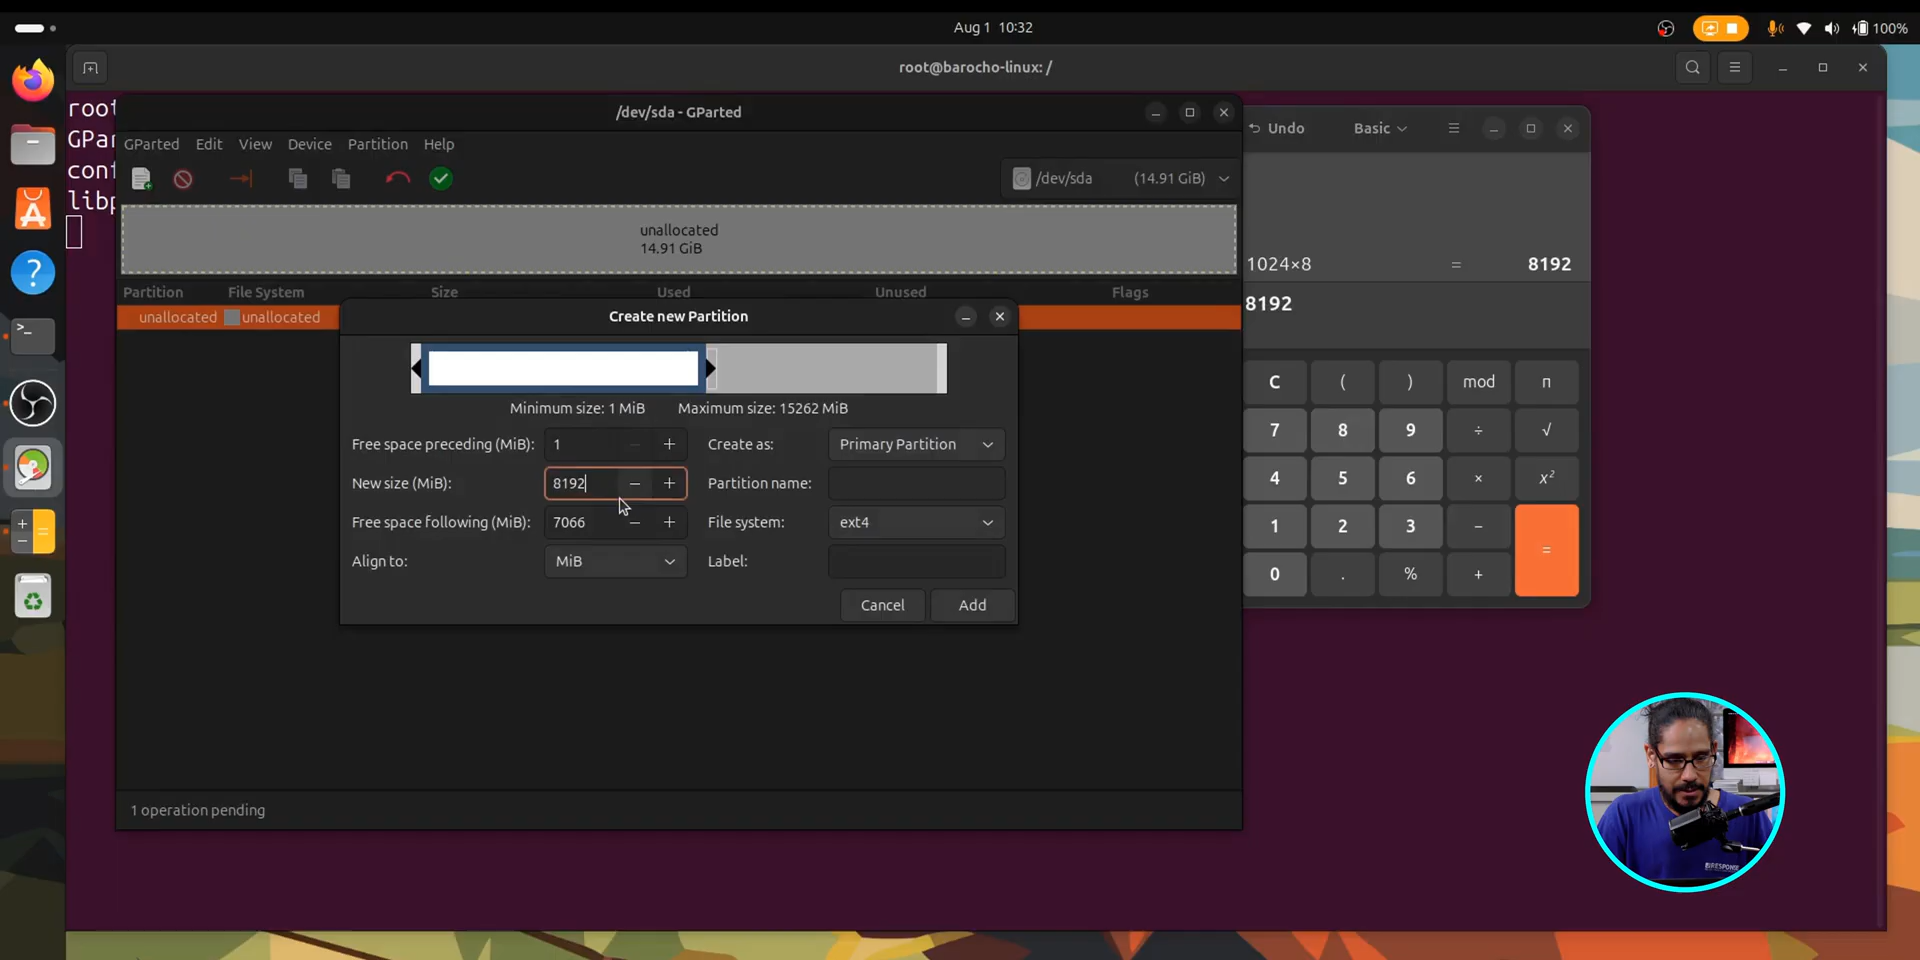 Aug 1 10:32
100%
root@barocho-linux: /
root
GPar
conf
libp
/dev/sda - GParted
GParted Edit View Device Partition Help
/dev/sda (14.91 GiB)
unallocated
14.91 GiB
Partition File System Size Used Unused Flags
unallocated unallocated
Create new Partition
Minimum size: 1 MiB Maximum size: 15262 MiB
Free space preceding (MiB): 1 Create as: Primary Partition
New size (MiB): 8192 Partition name:
Free space following (MiB): 7066 File system: ext4
Align to: MiB Label:
Cancel Add
1 operation pending
Undo Basic
1024×8 = 8192
8192
C ( ) mod π
7 8 9 ÷ √
4 5 6 × x²
1 2 3 − =
0 . % +